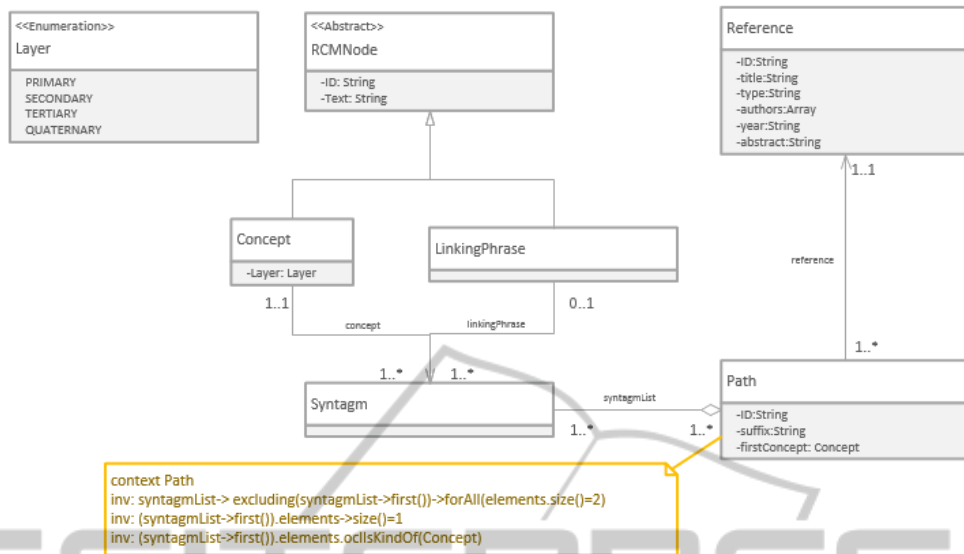 <<Enumeration>>
Layer
PRIMARY
SECONDARY
TERTIARY
QUATERNARY
<<Abstract>>
RCMNode
-ID: String
-Text: String
Reference
-ID:String
-title:String
-type:String
-authors:Array
-year:String
-abstract:String
1..1
Concept
-Layer: Layer
LinkingPhrase
reference
1..1
0..1
concept
linkingPhrase
1..*
1..*
1..*
Syntagm
syntagmList
1..*
1..*
Path
-ID:String
-suffix:String
-firstConcept: Concept
context Path
inv: syntagmList-> excluding(syntagmList->first())->forAll(elements.size()=2)
inv: (syntagmList->first()).elements->size()=1
inv: (syntagmList->first()).elements.ocIIsKindOf(Concept)